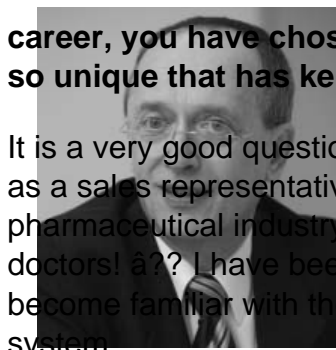 career, you have chos
so unique that has ke
It is a very good questio
as a sales representativ
pharmaceutical industry
doctors! â?? I have bee
become familiar with th
system